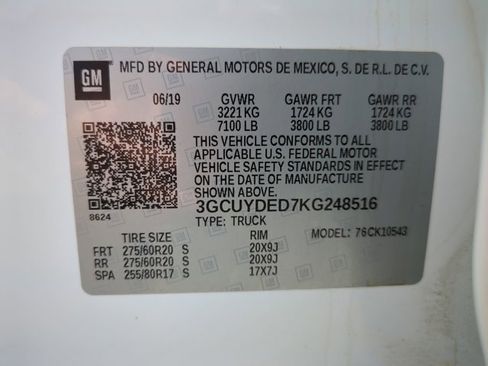 GM MFD BY GENERAL MOTORS DE MEXICO, S. DE R.L. DE C.V.
06/19 GVWR GAWR FRT GAWR RR
3221 KG 1724 KG 1724 KG
7100 LB 3800 LB 3800 LB
THIS VEHICLE CONFORMS TO ALL
APPLICABLE U.S. FEDERAL MOTOR
VEHICLE SAFETY STANDARDS IN EFFECT
ON THE DATE OF MANUFACTURE
SHOWN ABOVE.
8624
3GCUYDED7KG248516
TYPE: TRUCK
MODEL: 76CK10543
TIRE SIZE RIM
FRT 275/60R20 S 20X9J
RR 275/60R20 S 20X9J
SPA 255/80R17 S 17X7J